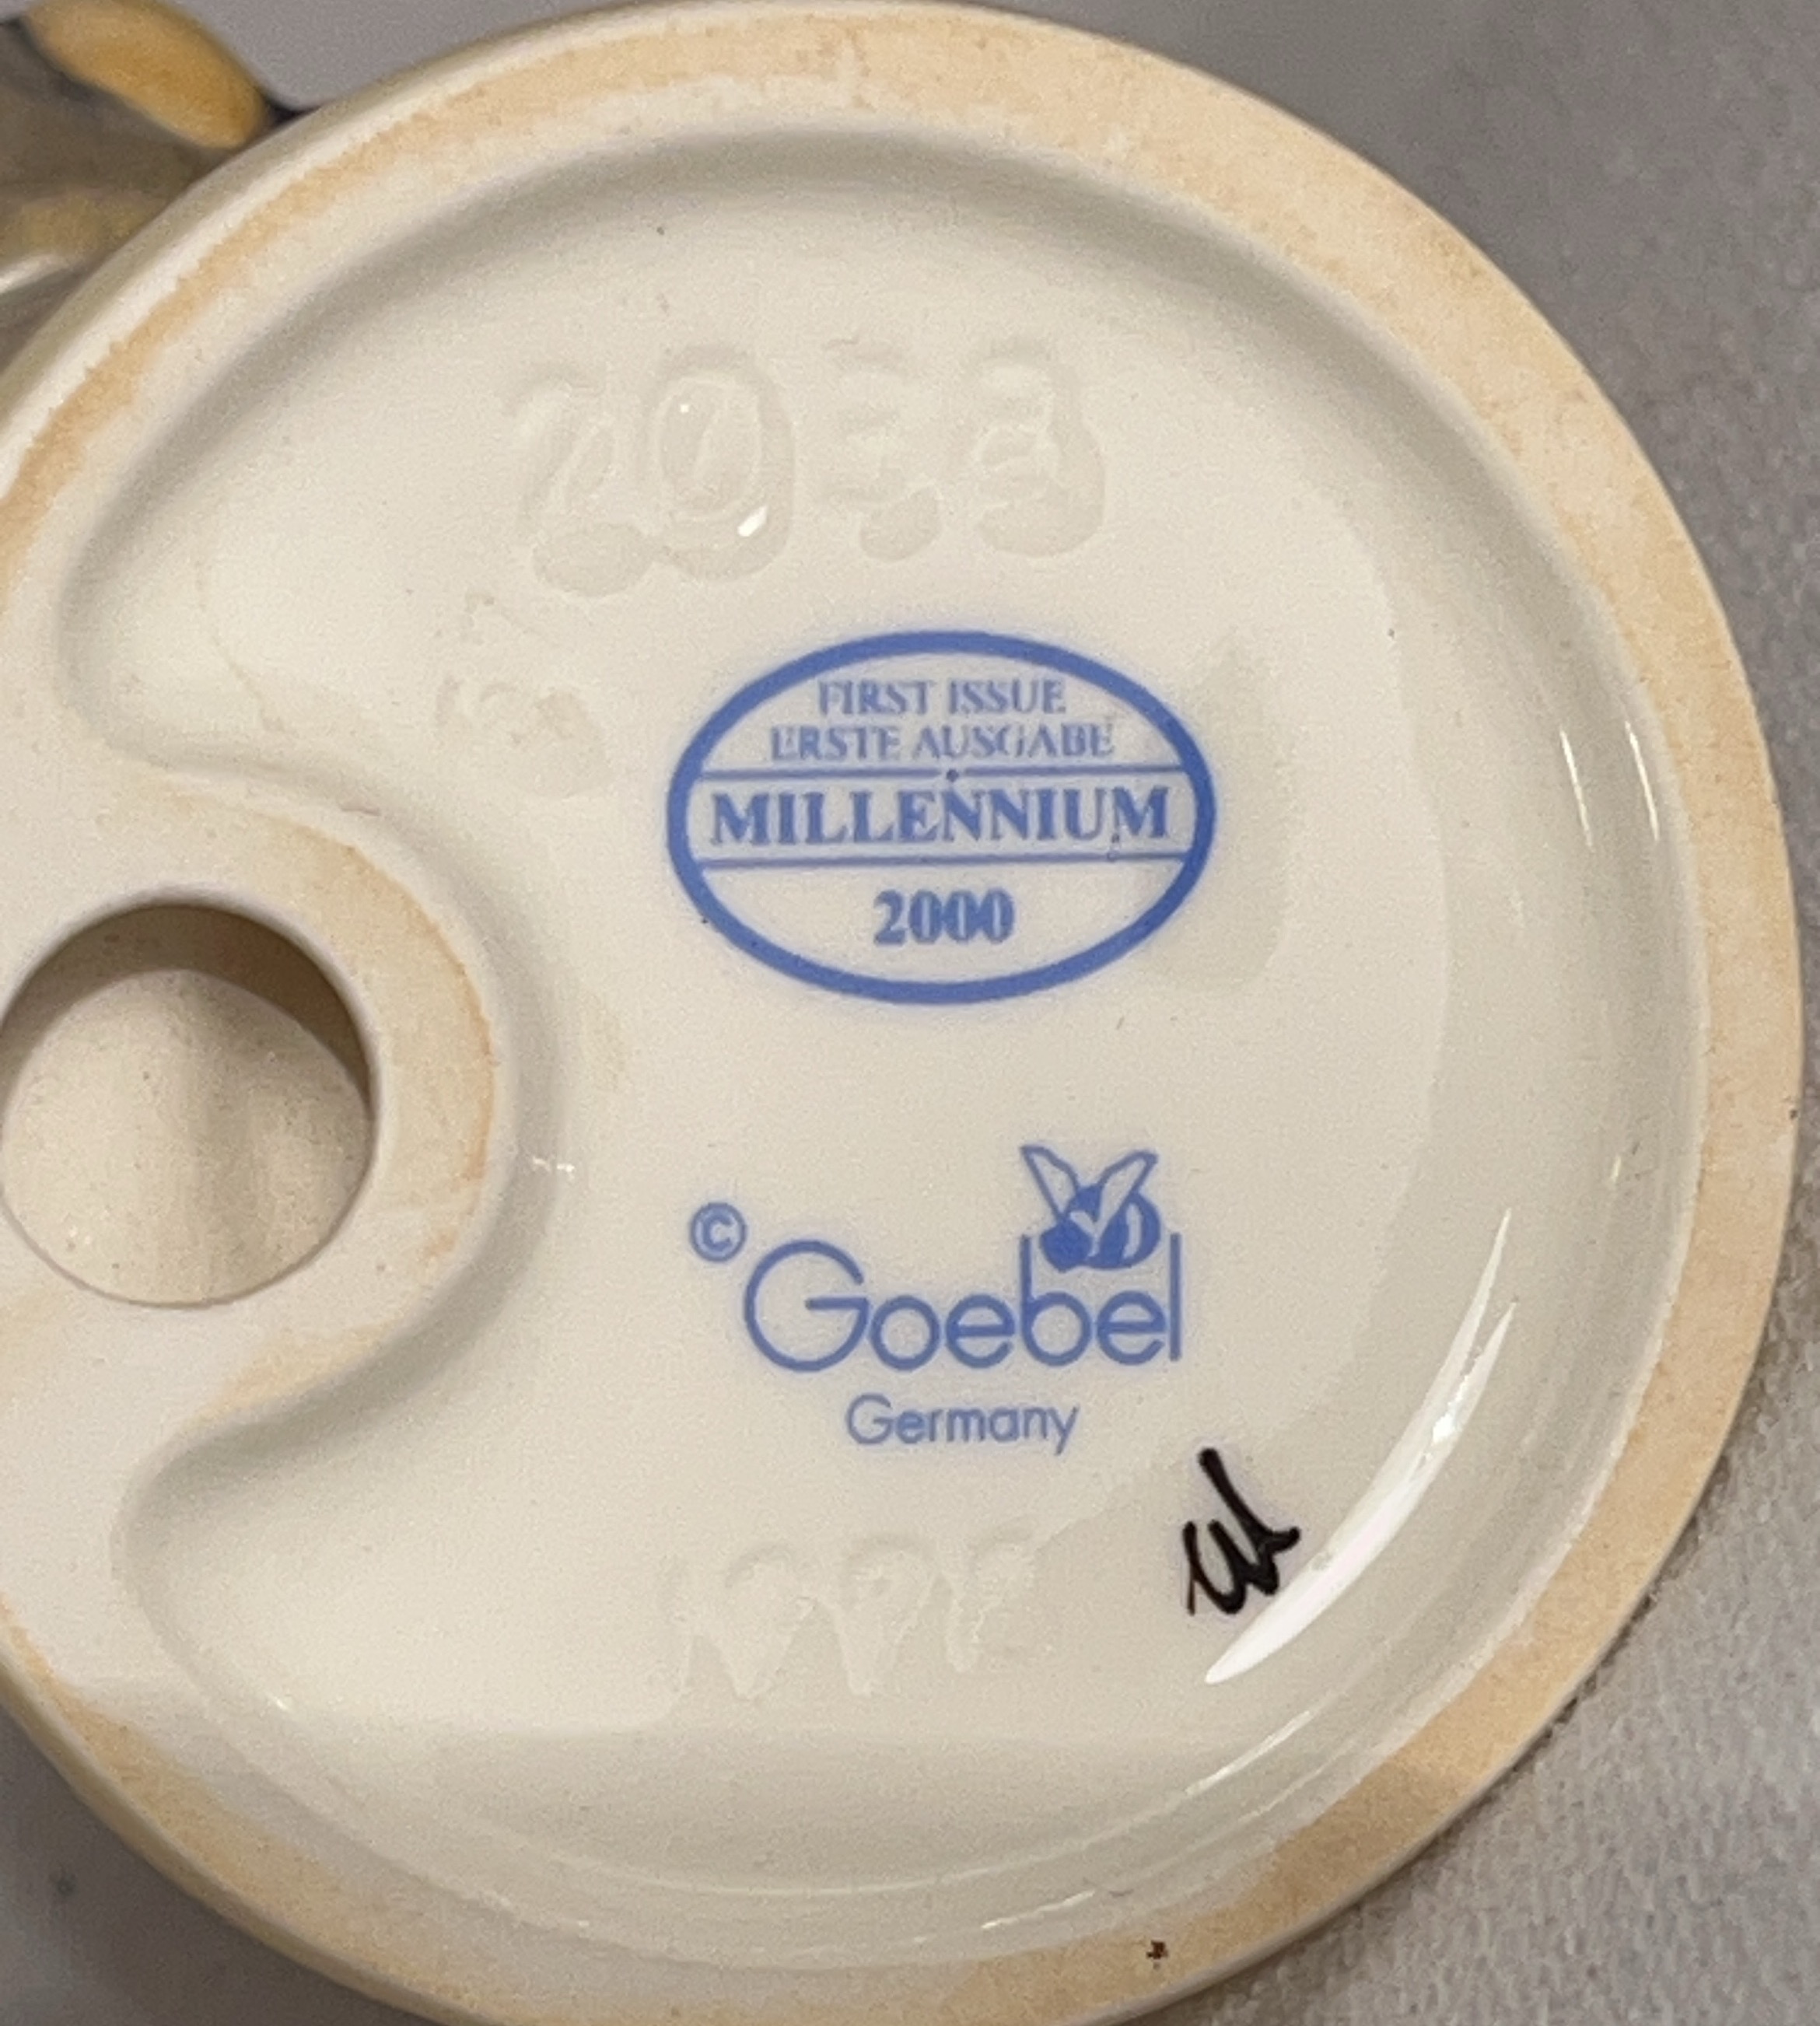 FIRST ISSUE
ERSTE AUSGABE
MILLENNIUM
2000
© Goebel
Germany